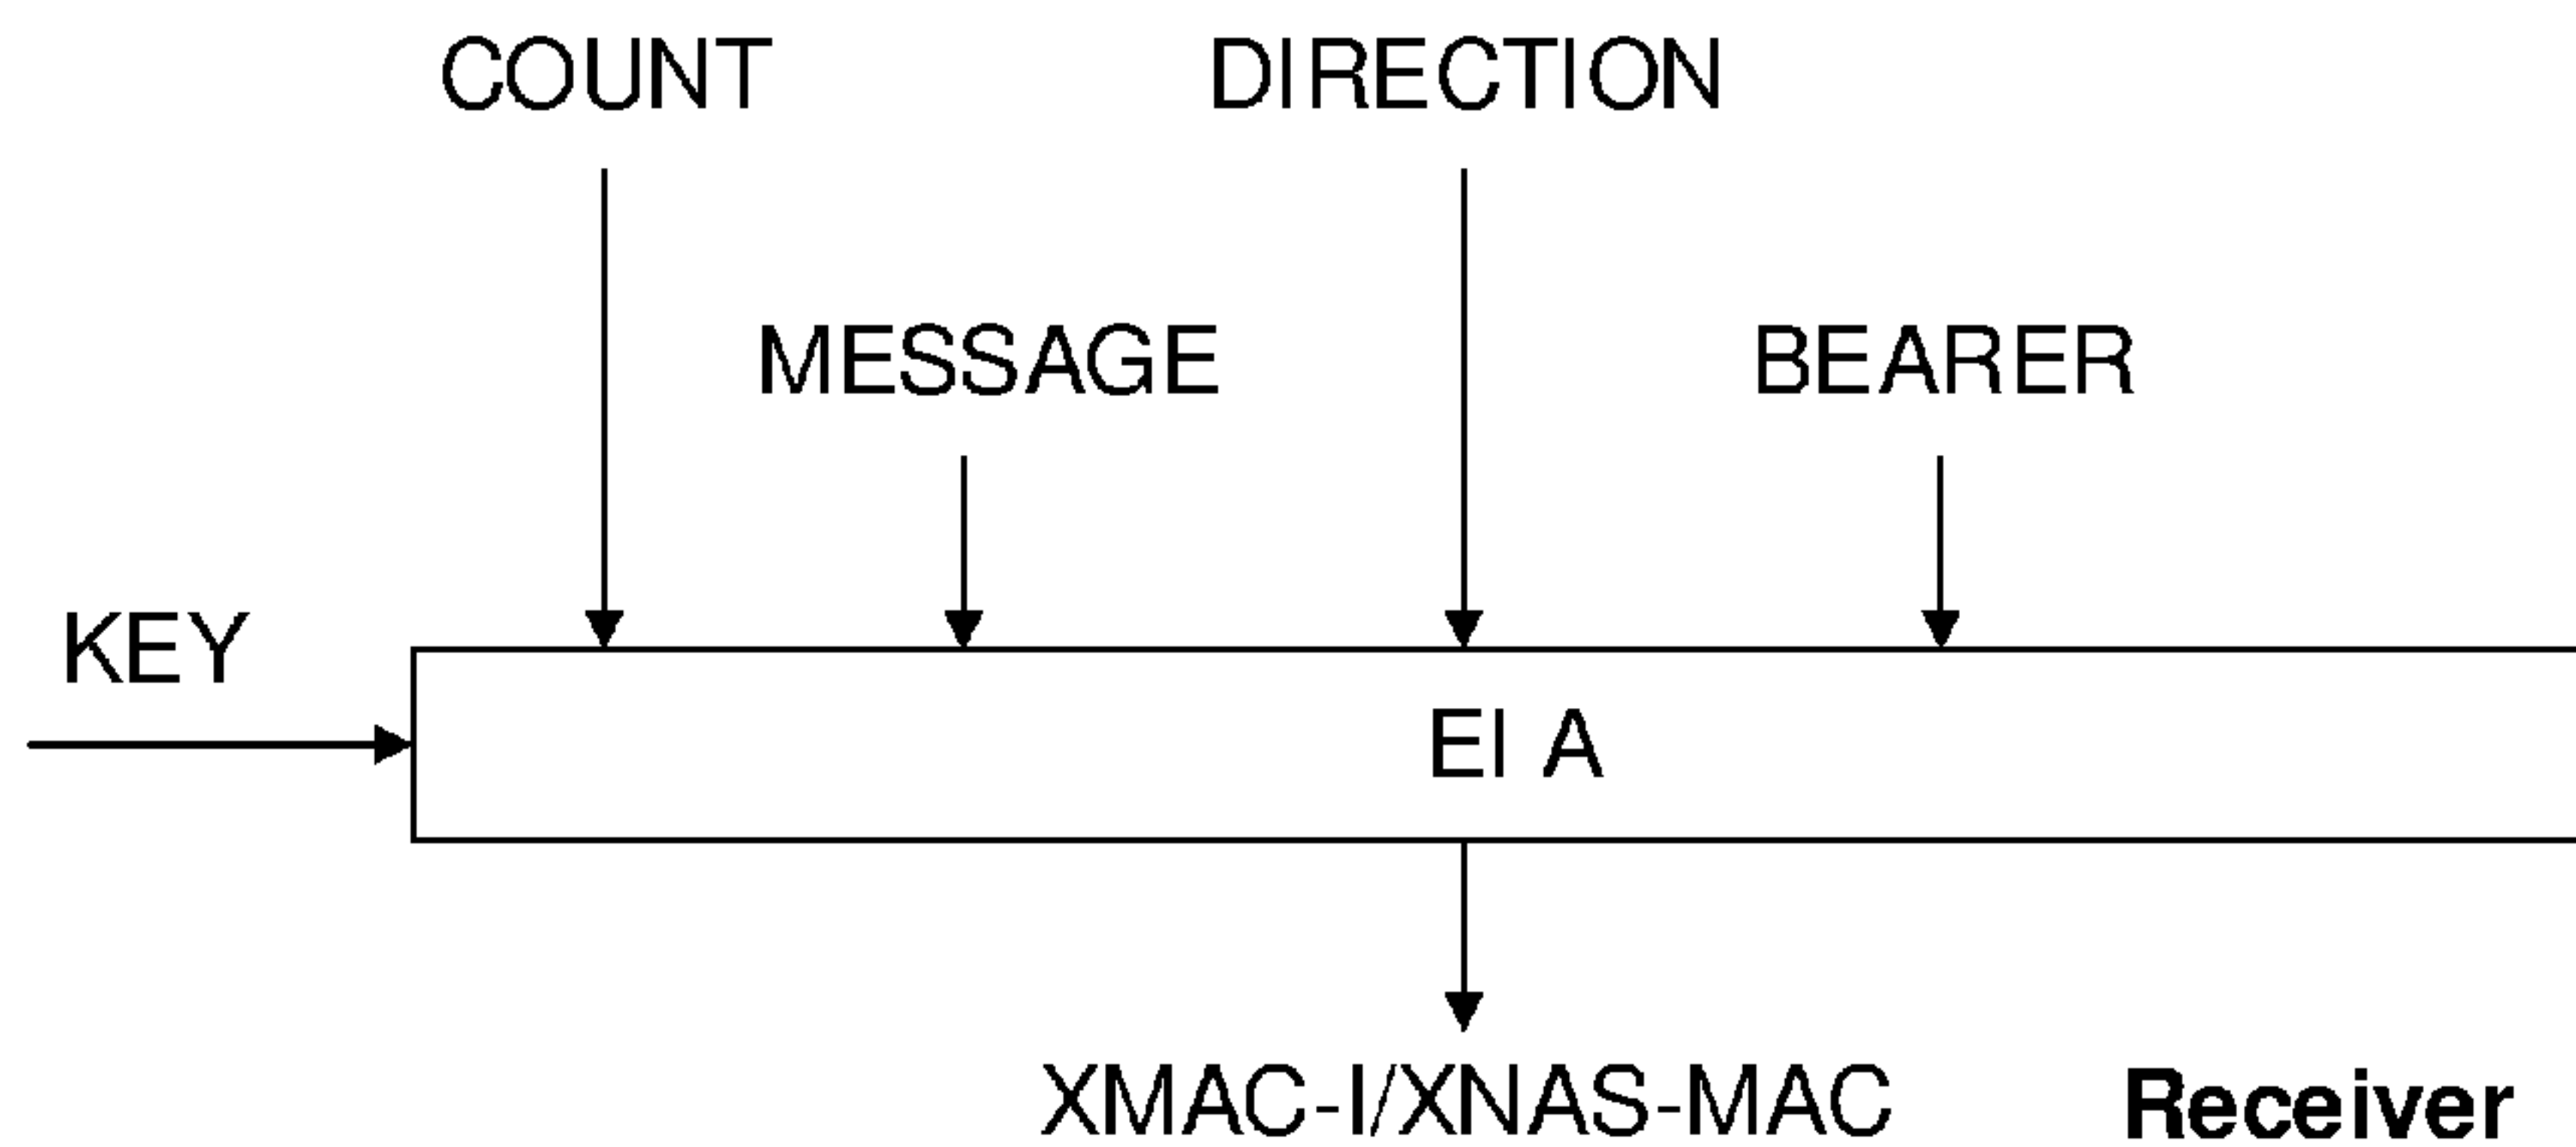 COUNT DIRECTION
MESSAGE BEARER
KEY
EI A
XMAC-I/XNAS-MAC Receiver